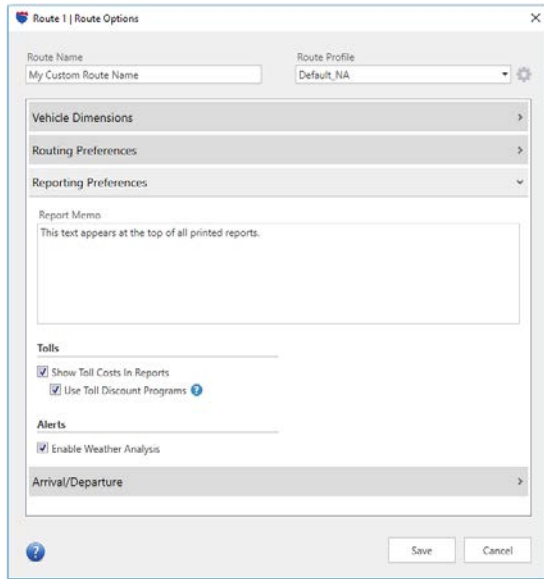 Route 1 | Route Options
Route Name
Route Profile
My Custom Route Name
Default_NA
Vehicle Dimensions
Routing Preferences
Reporting Preferences
Report Memo
This text appears at the top of all printed reports.
Tolls
Show Toll Costs In Reports
Use Toll Discount Programs
Alerts
Enable Weather Analysis
Arrival/Departure
Save
Cancel